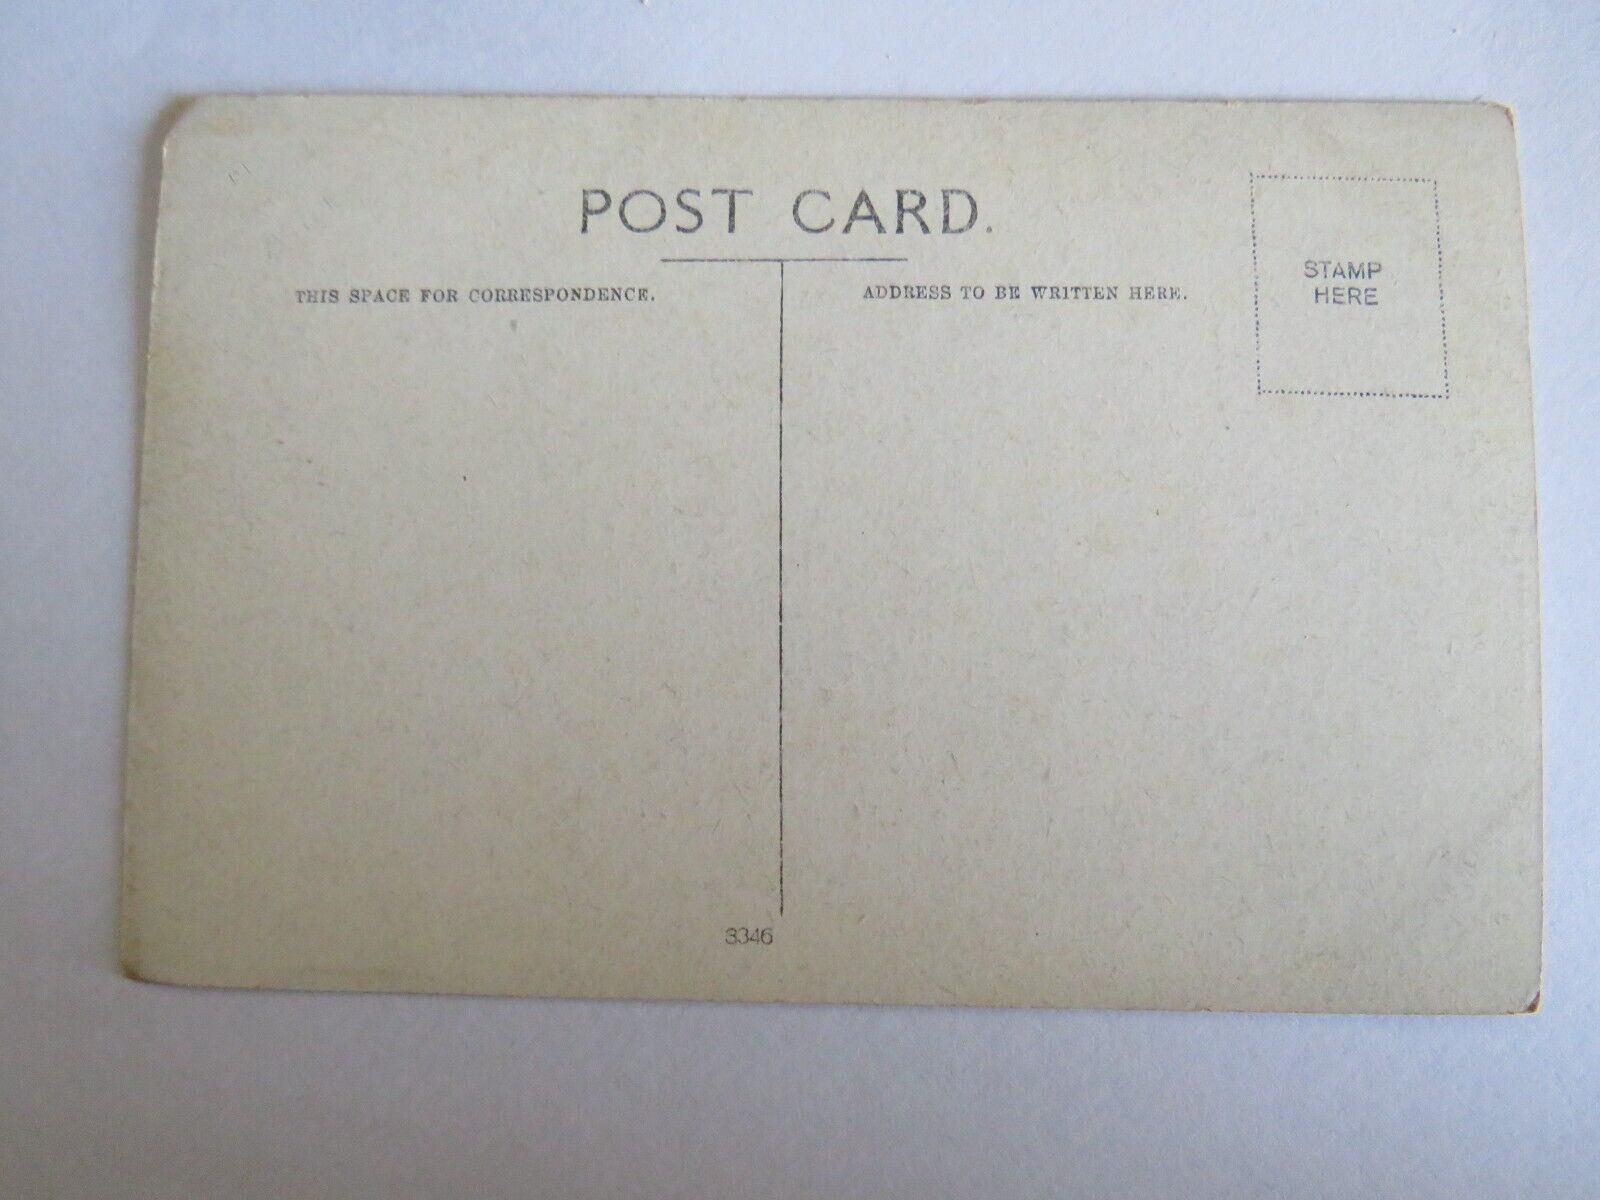 POST CARD.
THIS SPACE FOR CORRESPONDENCE.
ADDRESS TO BE WRITTEN HERE.
STAMP
HERE
3346